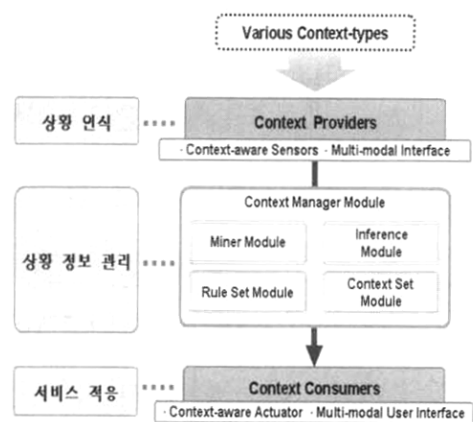 Various Context-types
상황 인식
Context Providers
· Context-aware Sensors · Multi-modal Interface
Context Manager Module
Miner Module
Inference
Module
상황 정보 관리
Rule Set Module
Context Set
Module
서비스 적응
Context Consumers
· Context-aware Actuator · Multi-modal User Interface